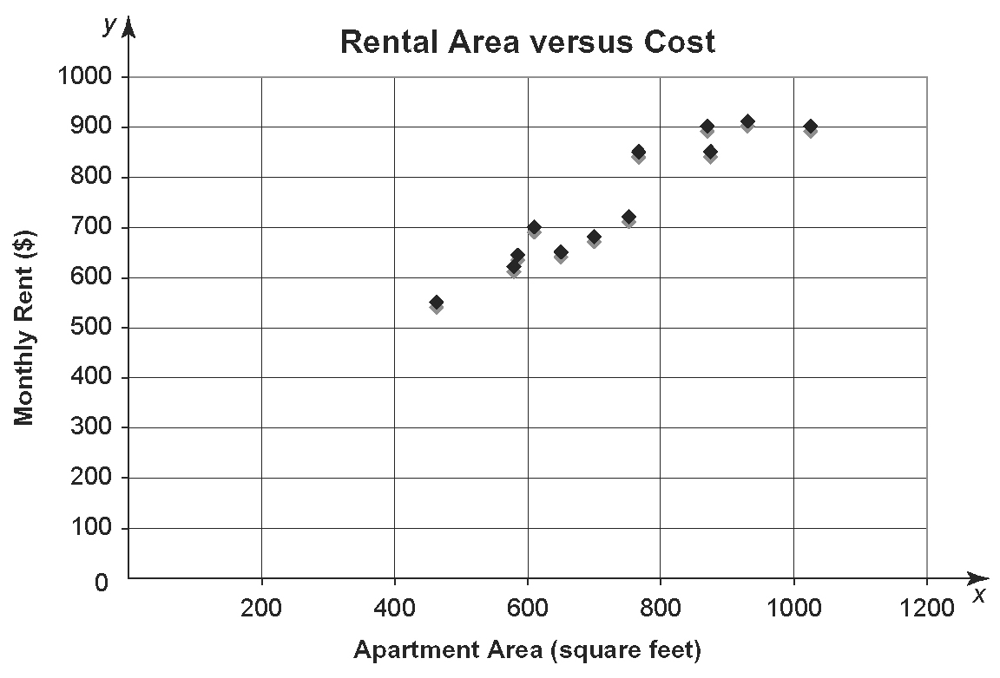 y
Rental Area versus Cost
1000
900
800
700
600
500
400
300
200
100
0
Monthly Rent ($)
200 400 600 800 1000 1200
x
Apartment Area (square feet)